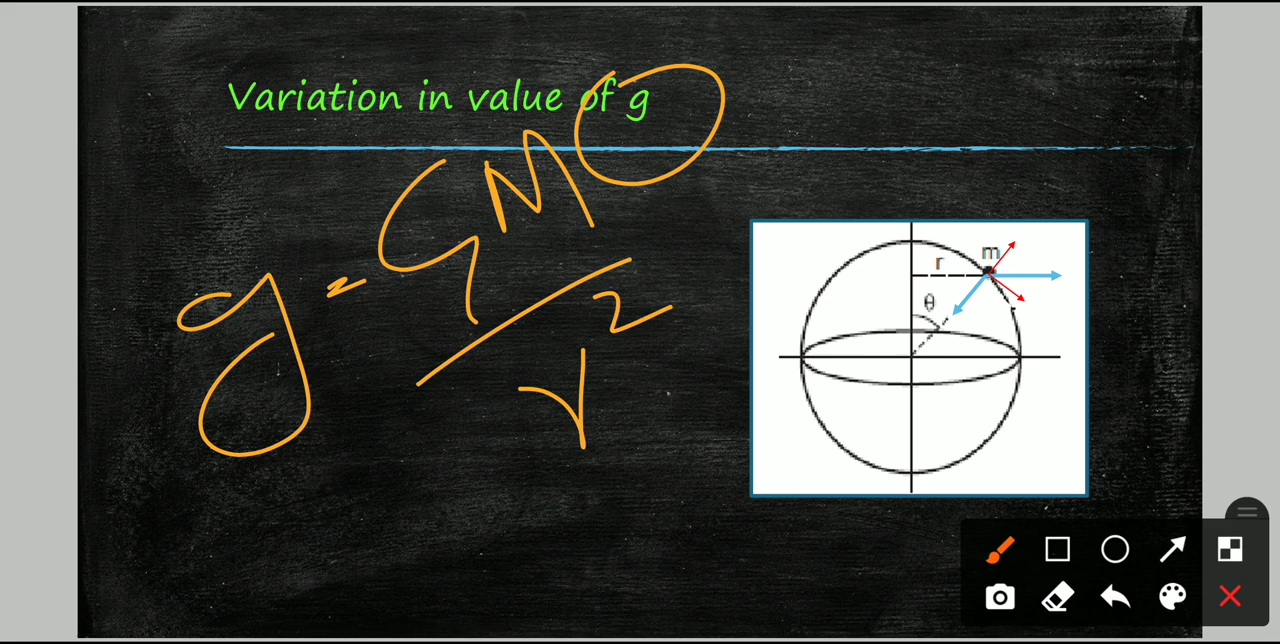 Variation in value of g
g = GM
r²
m
r
θ